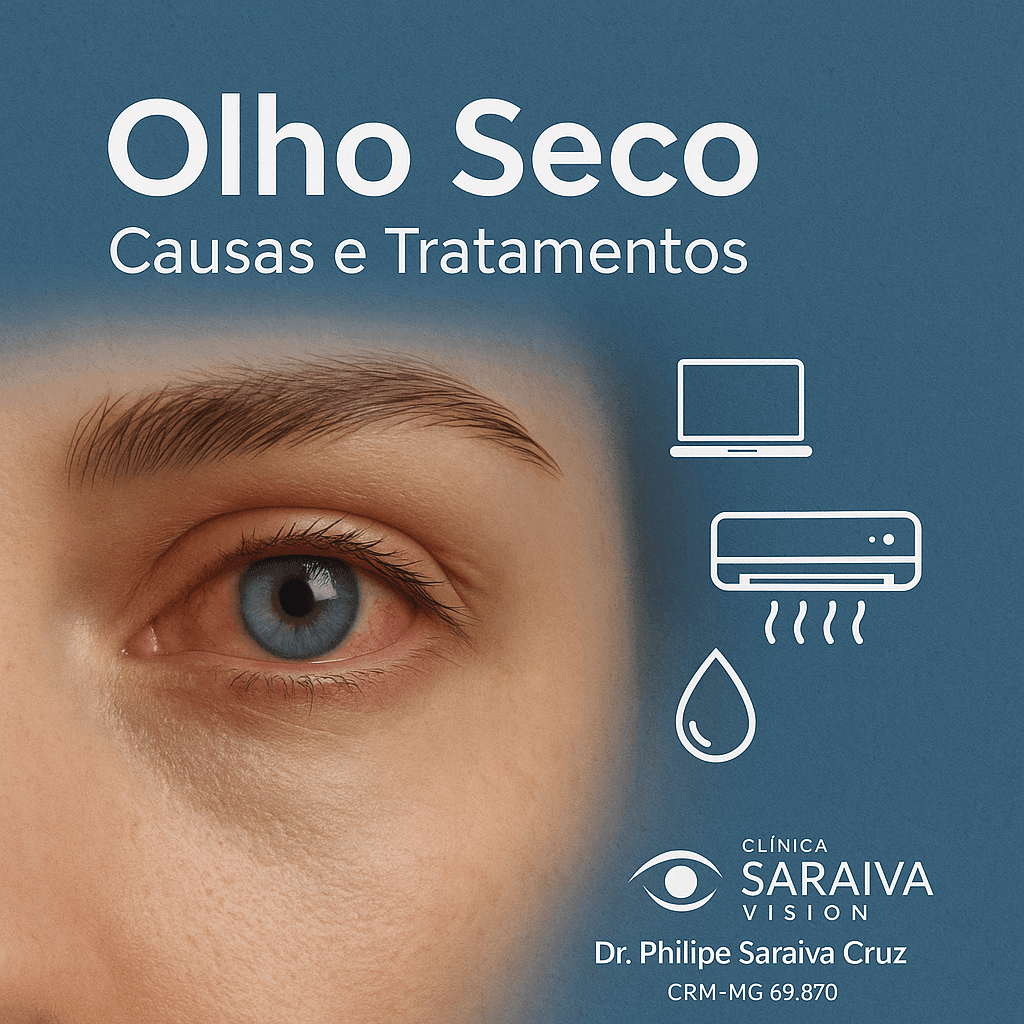 Olho Seco
Causas e Tratamentos
CLÍNICA
SARAIVA
VISION
Dr. Philipe Saraiva Cruz
CRM-MG 69.870